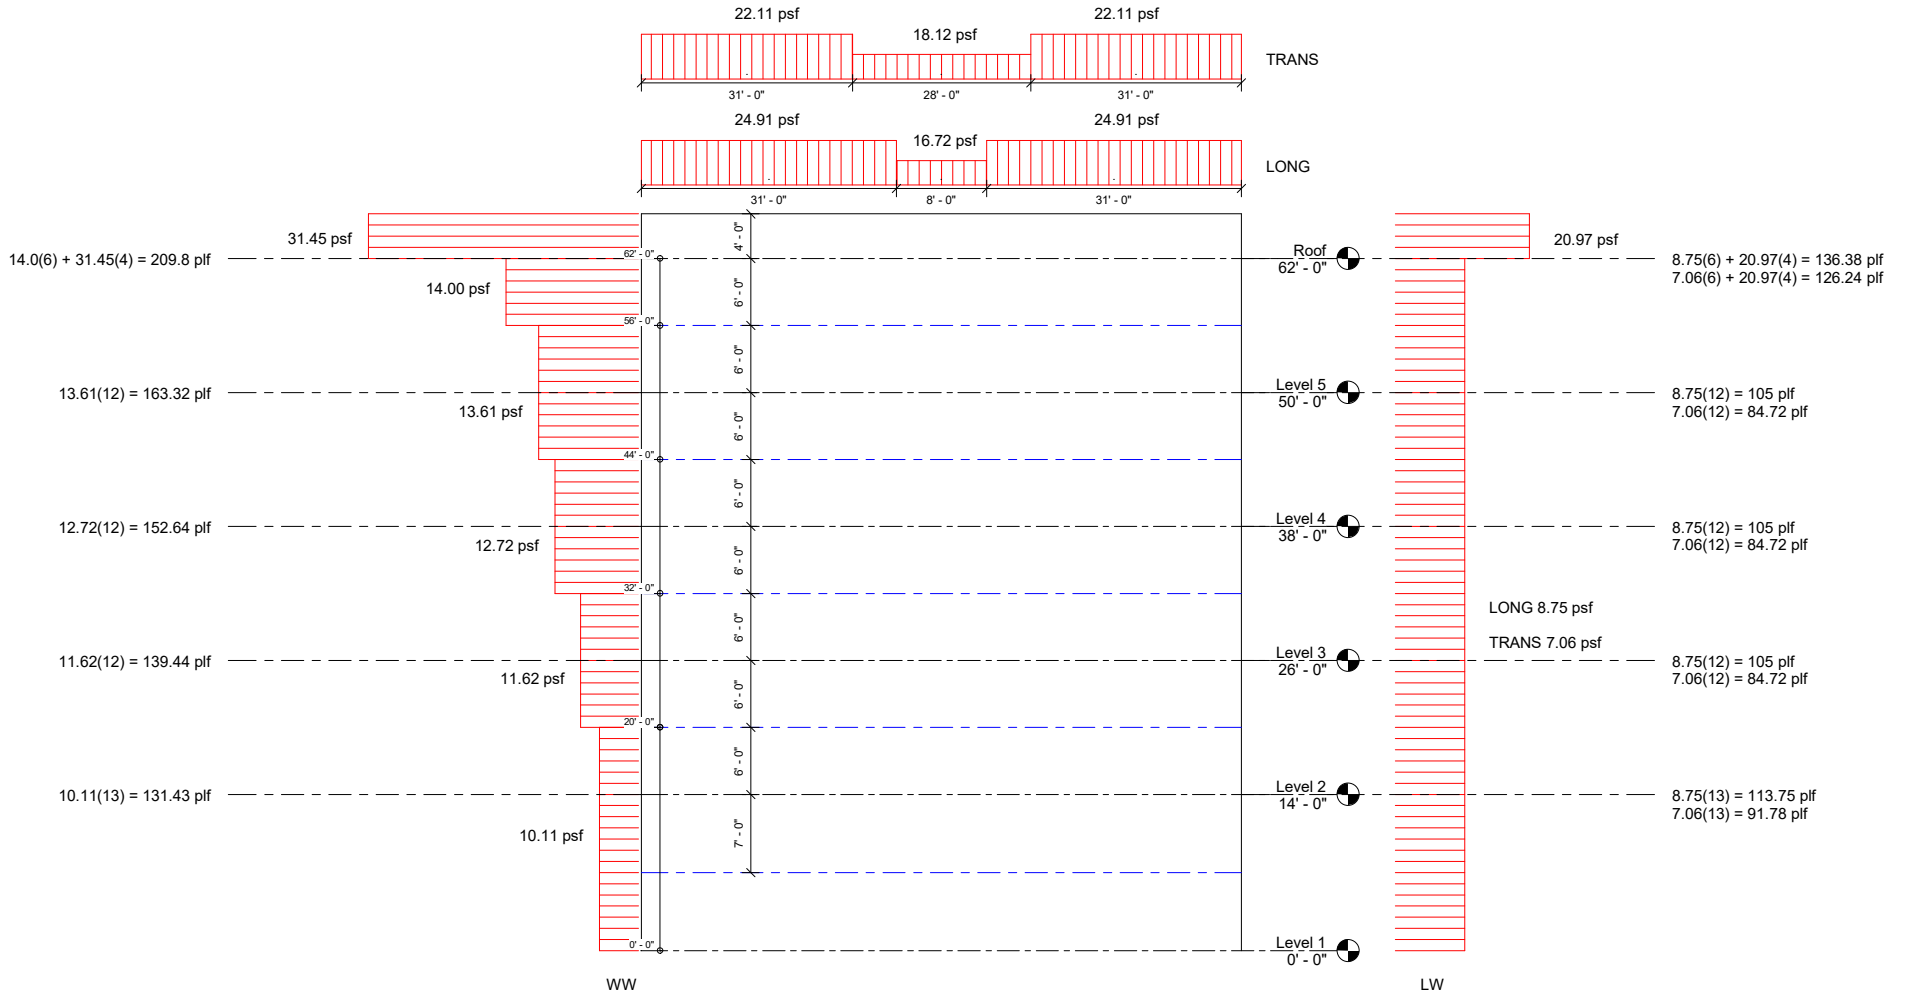 22.11 psf
18.12 psf
22.11 psf
TRANS
31' - 0"
28' - 0"
31' - 0"
24.91 psf
16.72 psf
24.91 psf
LONG
31' - 0"
8' - 0"
31' - 0"
31.45 psf
14.0(6) + 31.45(4) = 209.8 plf
62' - 0"
4' - 0"
Roof
62' - 0"
20.97 psf
8.75(6) + 20.97(4) = 136.38 plf
7.06(6) + 20.97(4) = 126.24 plf
14.00 psf
6' - 0"
56' - 0"
6' - 0"
13.61(12) = 163.32 plf
Level 5
50' - 0"
8.75(12) = 105 plf
7.06(12) = 84.72 plf
13.61 psf
6' - 0"
44' - 0"
6' - 0"
12.72(12) = 152.64 plf
Level 4
38' - 0"
8.75(12) = 105 plf
7.06(12) = 84.72 plf
12.72 psf
6' - 0"
32' - 0"
LONG 8.75 psf
6' - 0"
TRANS 7.06 psf
11.62(12) = 139.44 plf
Level 3
26' - 0"
8.75(12) = 105 plf
7.06(12) = 84.72 plf
11.62 psf
6' - 0"
20' - 0"
6' - 0"
10.11(13) = 131.43 plf
Level 2
14' - 0"
8.75(13) = 113.75 plf
7.06(13) = 91.78 plf
10.11 psf
7' - 0"
0' - 0"
Level 1
0' - 0"
WW
LW